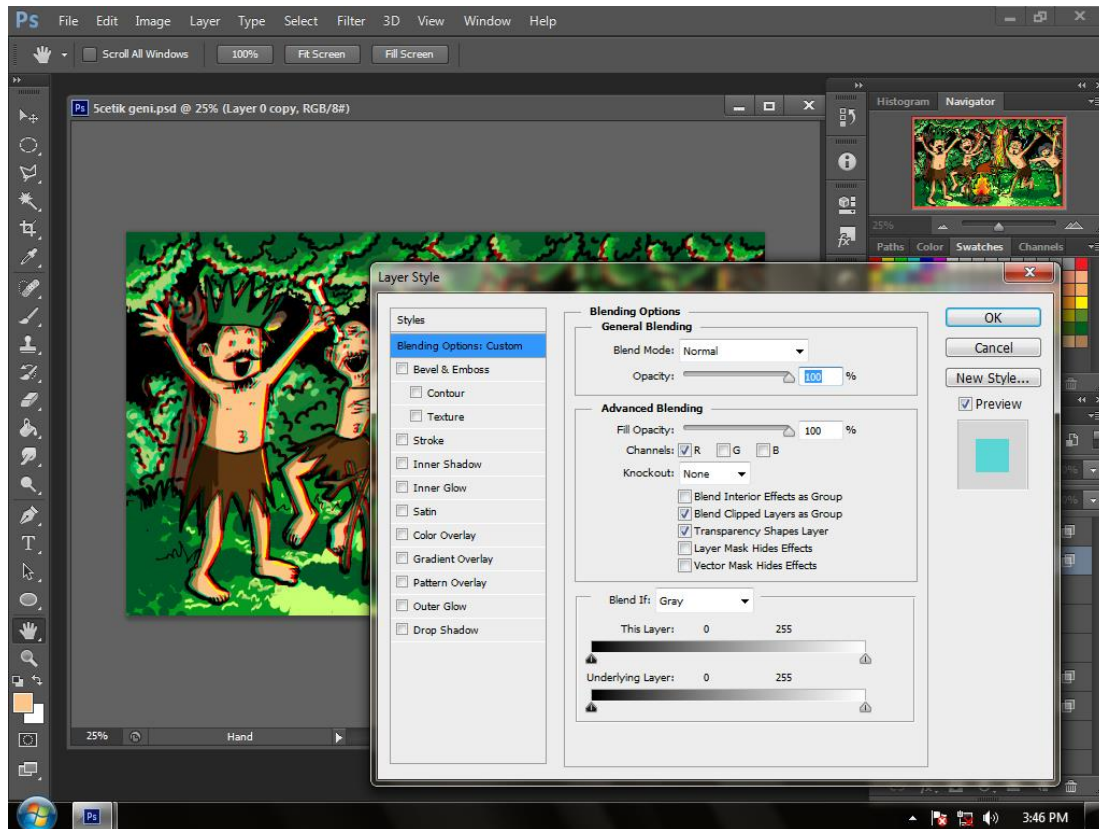 Ps File Edit Image Layer Type Select Filter 3D View Window Help
Scroll All Windows 100% Fit Screen Fill Screen
Ps 5cetik geni.psd @ 25% (Layer 0 copy, RGB/8#)
Histogram Navigator
25%
Paths Color Swatches Channels
Layer Style
Styles
Blending Options: Custom
Bevel & Emboss
Contour
Texture
Stroke
Inner Shadow
Inner Glow
Satin
Color Overlay
Gradient Overlay
Pattern Overlay
Outer Glow
Drop Shadow
Blending Options
General Blending
Blend Mode: Normal
Opacity: 100 %
Advanced Blending
Fill Opacity: 100 %
Channels: R G B
Knockout: None
Blend Interior Effects as Group
Blend Clipped Layers as Group
Transparency Shapes Layer
Layer Mask Hides Effects
Vector Mask Hides Effects
Blend If: Gray
This Layer: 0 255
Underlying Layer: 0 255
OK
Cancel
New Style...
Preview
25% Hand
Ps
3:46 PM